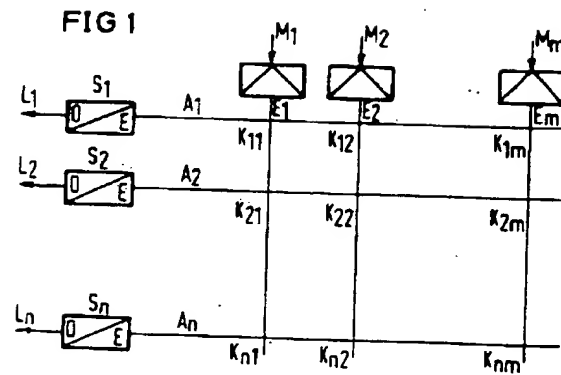 FIG 1
M1 M2 Mm
L1 S1 A1 E1 E2 Em
O E
K11 K12 K1m
L2 S2 A2
O E
K21 K22 K2m
Ln Sn An
O E
Kn1 Kn2 Knm